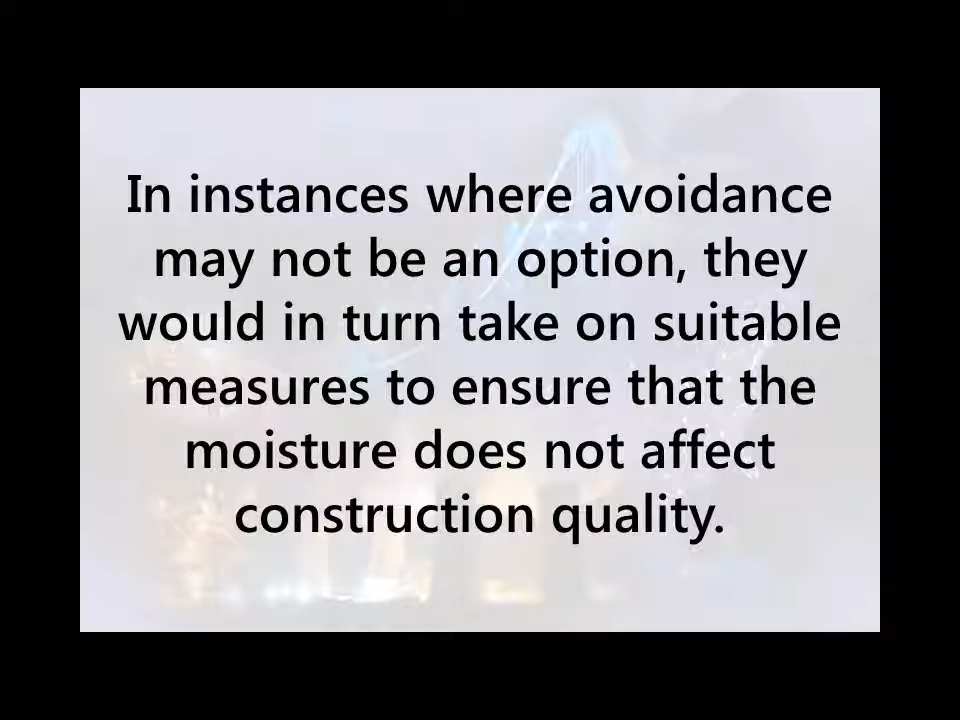 In instances where avoidance
may not be an option, they
would in turn take on suitable
measures to ensure that the
moisture does not affect
construction quality.